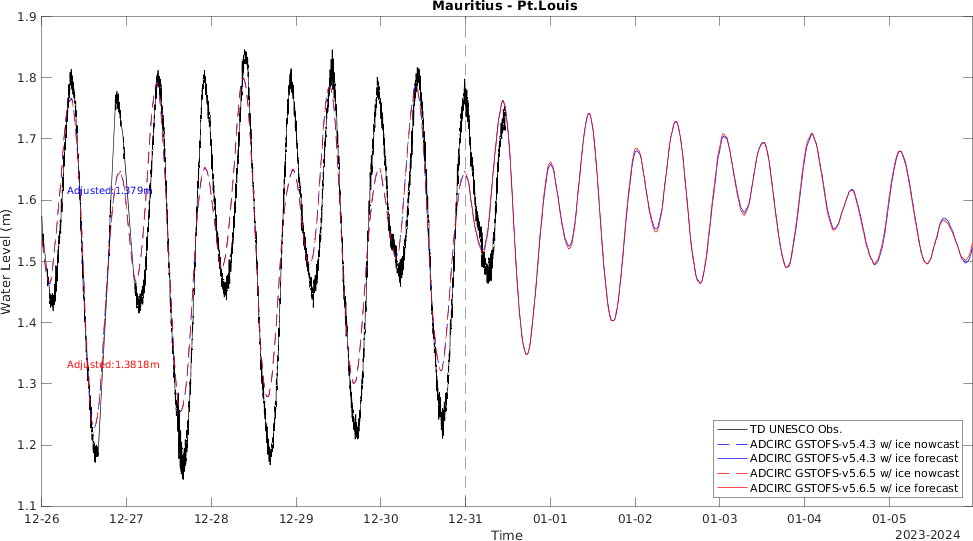 Mauritius - Pt.Louis
Water Level (m)
1.9
1.8
1.7
1.6
1.5
1.4
1.3
1.2
1.1
Adjusted:1.379m
Adjusted:1.3818m
TD UNESCO Obs.
ADCIRC GSTOFS-v5.4.3 w/ ice nowcast
ADCIRC GSTOFS-v5.4.3 w/ ice forecast
ADCIRC GSTOFS-v5.6.5 w/ ice nowcast
ADCIRC GSTOFS-v5.6.5 w/ ice forecast
12-26 12-27 12-28 12-29 12-30 12-31 01-01 01-02 01-03 01-04 01-05
Time
2023-2024